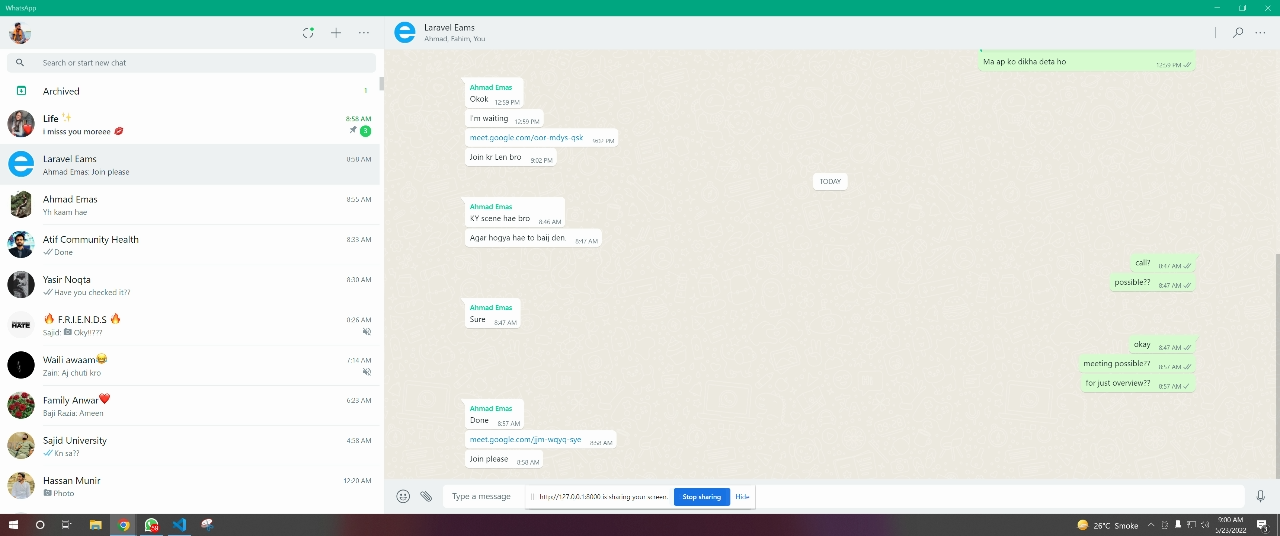 WhatsApp
Search or start new chat
Archived
1
Life ✨
8:58 AM
i misss you moreee 💋
3
Laravel Eams
8:58 AM
Ahmad Emas: Join please
Ahmad Emas
8:55 AM
Yh kaam hae
Atif Community Health
8:33 AM
Done
Yasir Noqta
8:30 AM
Have you checked it??
🔥 F.R.I.E.N.D.S 🔥
8:26 AM
Sajid: 📷 Oky!!???
Waili awaam😂
7:14 AM
Zain: Aj chuti kro
Family Anwar❤️
6:23 AM
Baji Razia: Ameen
Sajid University
4:58 AM
Kn sa??
Hassan Munir
12:20 AM
📷 Photo
Laravel Eams
Ahmad, Fahim, You
Ma ap ko dikha deta ho 12:59 PM
Ahmad Emas
Okok 12:59 PM
I'm waiting 12:59 PM
meet.google.com/oor-mdys-qsk 9:02 PM
Join kr Len bro 9:02 PM
TODAY
Ahmad Emas
KY scene hae bro 8:46 AM
Agar hogya hae to baij den. 8:47 AM
call? 8:47 AM
possible?? 8:47 AM
Ahmad Emas
Sure 8:47 AM
okay 8:47 AM
meeting possible?? 8:57 AM
for just overview?? 8:57 AM
Ahmad Emas
Done 8:57 AM
meet.google.com/jjm-wqyq-sye 8:58 AM
Join please 8:58 AM
Type a message
http://127.0.0.1:8000 is sharing your screen.
Stop sharing
Hide
26°C Smoke
9:00 AM
5/23/2022